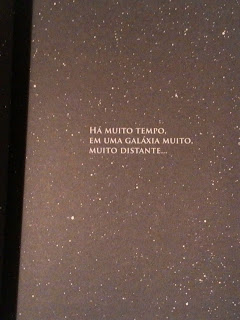 Há muito tempo,
em uma galáxia muito,
muito distante...